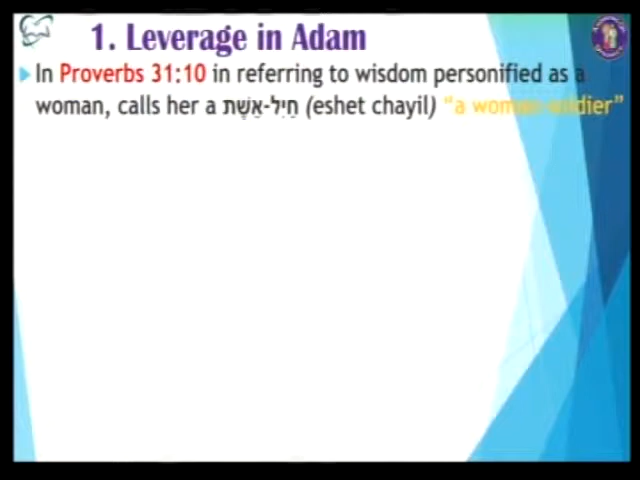 1. Leverage in Adam
In Proverbs 31:10 in referring to wisdom personified as a
woman, calls her a אֵשֶׁת-חַיִל (eshet chayil) “a woman-soldier”